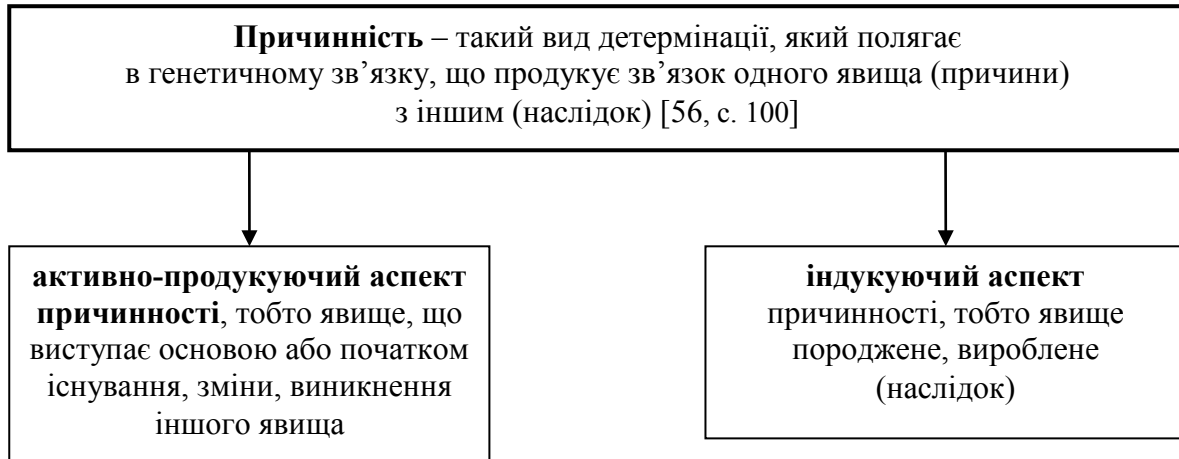 Причинність – такий вид детермінації, який полягає
в генетичному зв’язку, що продукує зв’язок одного явища (причини)
з іншим (наслідок) [56, с. 100]
активно-продукуючий аспект
причинності, тобто явище, що
виступає основою або початком
існування, зміни, виникнення
іншого явища
індукуючий аспект
причинності, тобто явище
породжене, вироблене
(наслідок)